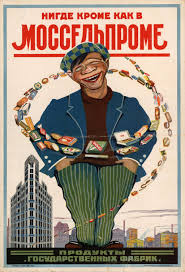 НИГДЕ КРОМЕ КАК В
МОССЕЛЬПРОМЕ
ПРОДУКТЫ
ГОСУДАРСТВЕННЫХ ФАБРИК.